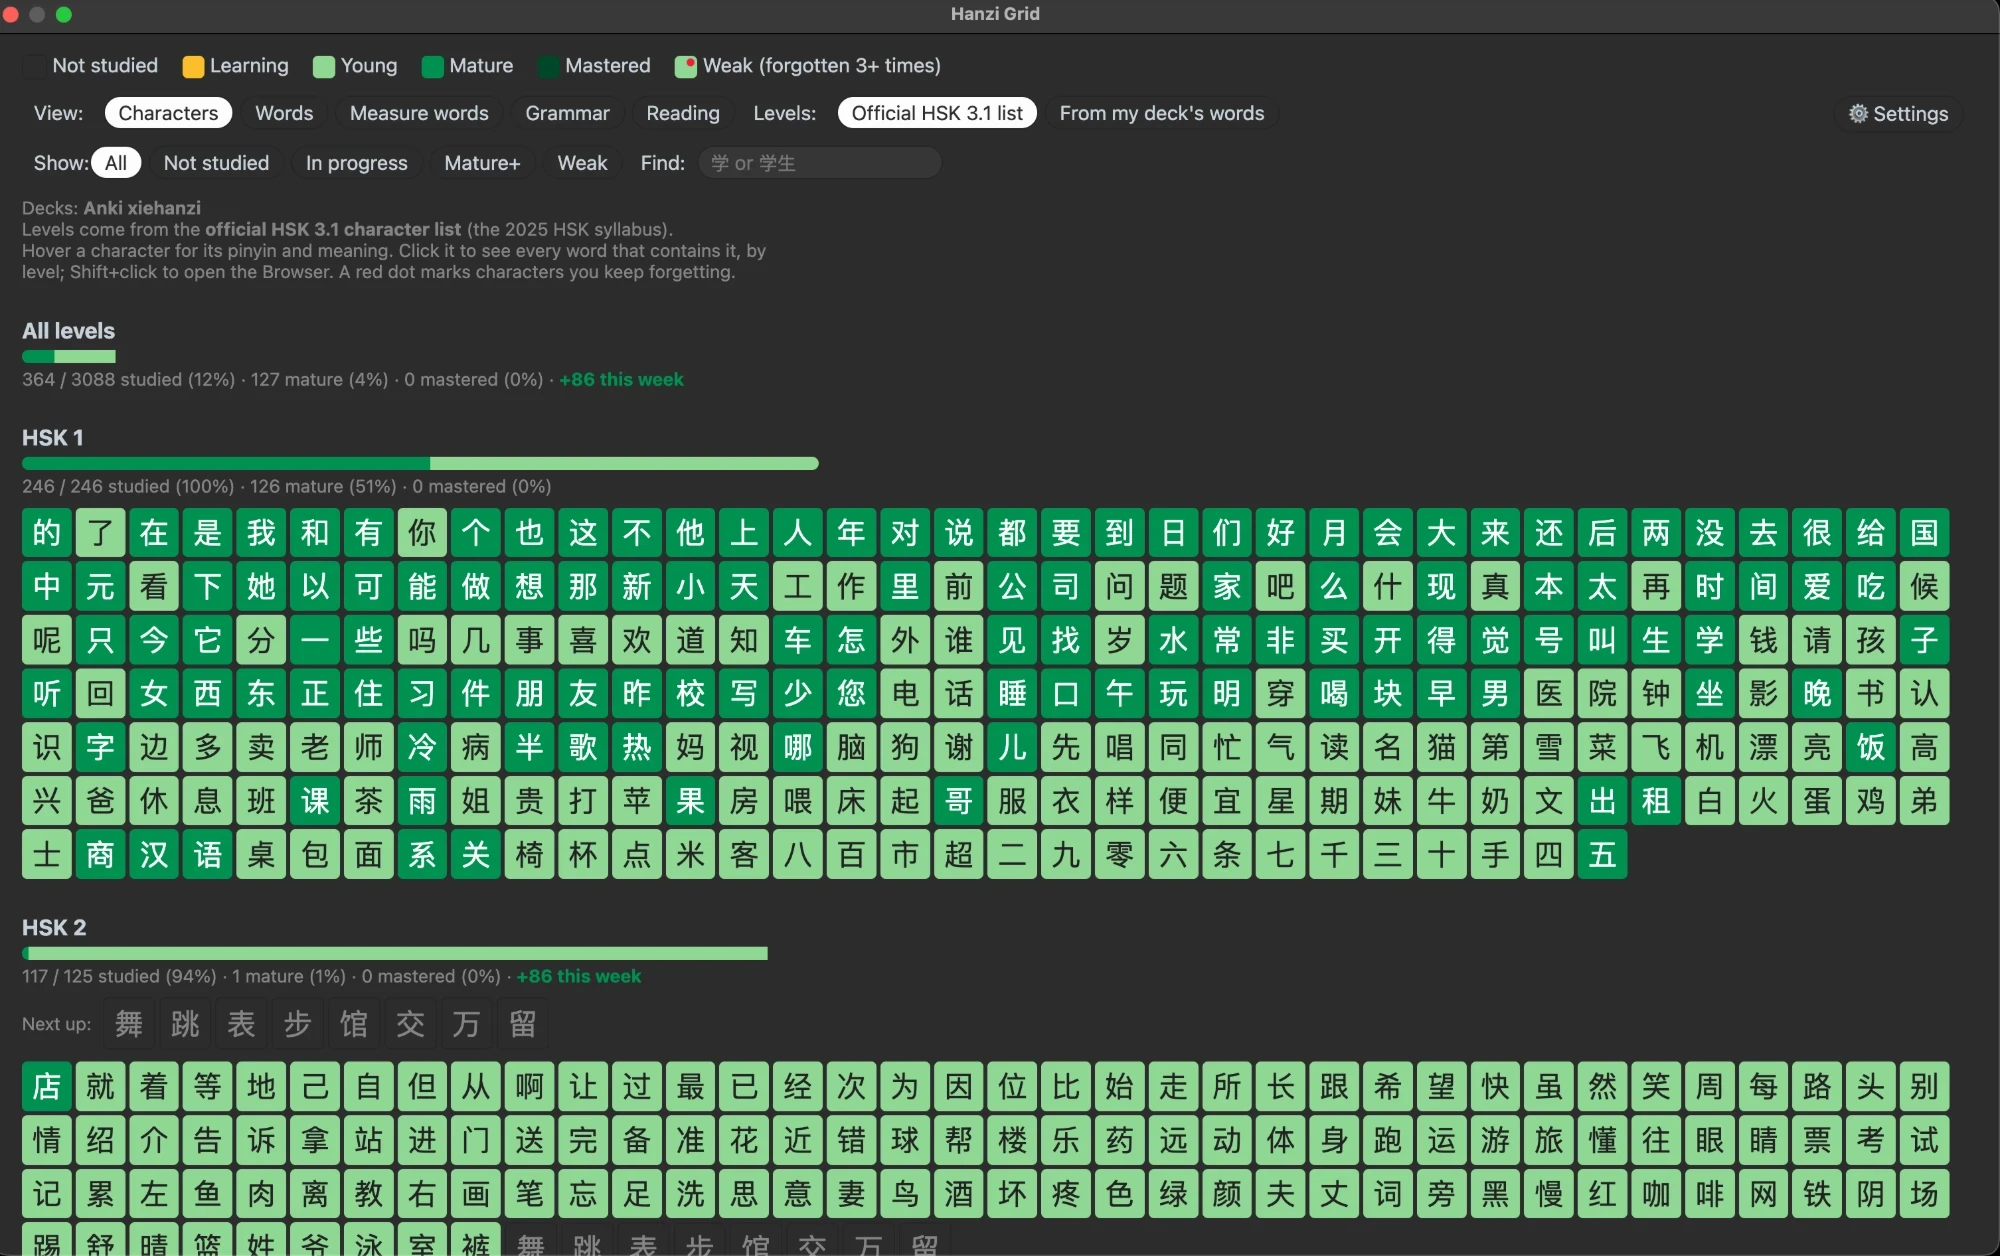 Hanzi Grid
Not studied Learning Young Mature Mastered Weak (forgotten 3+ times)
View: Characters Words Measure words Grammar Reading Levels: Official HSK 3.1 list From my deck's words Settings
Show: All Not studied In progress Mature+ Weak Find: 学 or 学生
Decks: Anki xiehanzi
Levels come from the official HSK 3.1 character list (the 2025 HSK syllabus).
Hover a character for its pinyin and meaning. Click it to see every word that contains it, by
level; Shift+click to open the Browser. A red dot marks characters you keep forgetting.
All levels
364 / 3088 studied (12%) · 127 mature (4%) · 0 mastered (0%) · +86 this week
HSK 1
246 / 246 studied (100%) · 126 mature (51%) · 0 mastered (0%)
的 了 在 是 我 和 有 你 个 也 这 不 他 上 人 年 对 说 都 要 到 日 们 好 月 会 大 来 还 后 两 没 去 很 给 国
中 元 看 下 她 以 可 能 做 想 那 新 小 天 工 作 里 前 公 司 问 题 家 吧 么 什 现 真 本 太 再 时 间 爱 吃 候
呢 只 今 它 分 一 些 吗 几 事 喜 欢 道 知 车 怎 外 谁 见 找 岁 水 常 非 买 开 得 觉 号 叫 生 学 钱 请 孩 子
听 回 女 西 东 正 住 习 件 朋 友 昨 校 写 少 您 电 话 睡 口 午 玩 明 穿 喝 块 早 男 医 院 钟 坐 影 晚 书 认
识 字 边 多 卖 老 师 冷 病 半 歌 热 妈 视 哪 脑 狗 谢 儿 先 唱 同 忙 气 读 名 猫 第 雪 菜 飞 机 漂 亮 饭 高
兴 爸 休 息 班 课 茶 雨 姐 贵 打 苹 果 房 喂 床 起 哥 服 衣 样 便 宜 星 期 妹 牛 奶 文 出 租 白 火 蛋 鸡 弟
士 商 汉 语 桌 包 面 系 关 椅 杯 点 米 客 八 百 市 超 二 九 零 六 条 七 千 三 十 手 四 五
HSK 2
117 / 125 studied (94%) · 1 mature (1%) · 0 mastered (0%) · +86 this week
Next up: 舞 跳 表 步 馆 交 万 留
店 就 着 等 地 己 自 但 从 啊 让 过 最 已 经 次 为 因 位 比 始 走 所 长 跟 希 望 快 虽 然 笑 周 每 路 头 别
情 绍 介 告 诉 拿 站 进 门 送 完 备 准 花 近 错 球 帮 楼 乐 药 远 动 体 身 跑 运 游 旅 懂 往 眼 睛 票 考 试
记 累 左 鱼 肉 离 教 右 画 笔 忘 足 洗 思 意 妻 鸟 酒 坏 疼 色 绿 颜 夫 丈 词 旁 黑 慢 红 咖 啡 网 铁 阴 场
踢 舒 晴 篮 姓 爷 泳 室 裤 舞 跳 表 步 馆 交 万 留